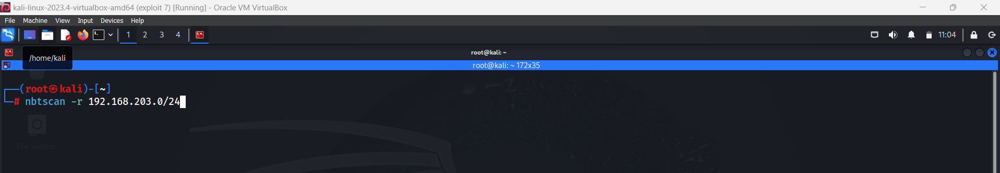 kali-linux-2023.4-virtualbox-amd64 (exploit 7) [Running] - Oracle VM VirtualBox
File Machine View Input Devices Help
1 2 3 4 11:04
root@kali: ~
/home/kali
root@kali: ~ 172x35
(root㉿kali)-[~]
# nbtscan -r 192.168.203.0/24
File System